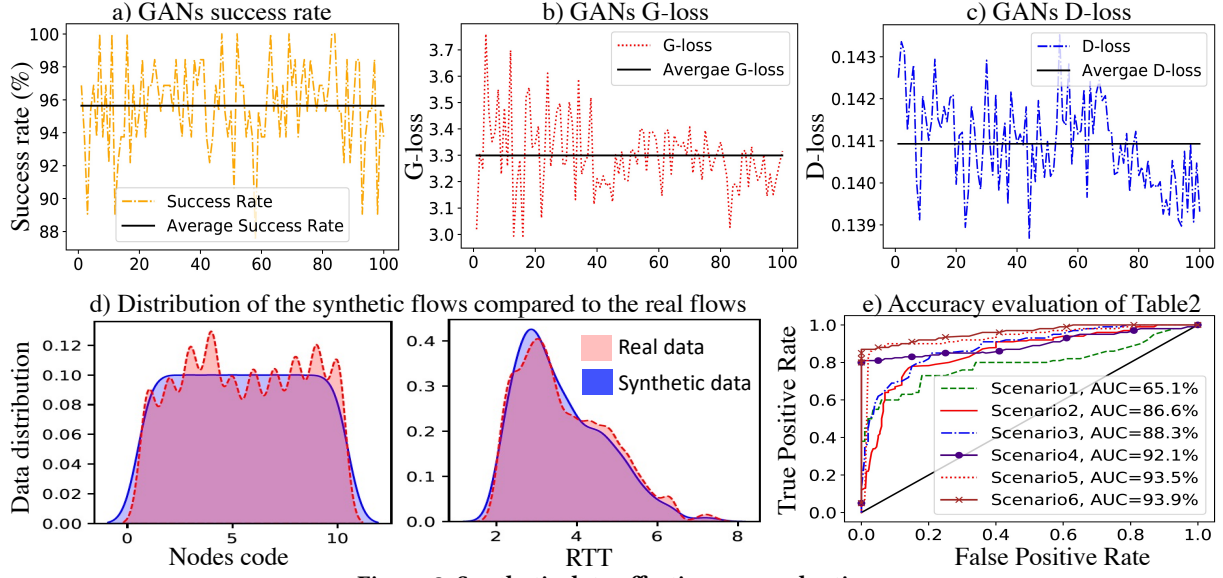 a) GANs success rate
Success rate (%)
100
98
96
94
92
90
88
Success Rate
Average Success Rate
0 20 40 60 80 100
b) GANs G-loss
G-loss
3.7
3.6
3.5
3.4
3.3
3.2
3.1
3.0
G-loss
Avergae G-loss
0 20 40 60 80 100
c) GANs D-loss
D-loss
0.143
0.142
0.141
0.140
0.139
D-loss
Avergae D-loss
0 20 40 60 80 100
d) Distribution of the synthetic flows compared to the real flows
Data distribution
0.12
0.10
0.08
0.06
0.04
0.02
0.00
0 5 10
Nodes code
0.4
0.3
0.2
0.1
0.0
Real data
Synthetic data
2 4 6 8
RTT
e) Accuracy evaluation of Table2
True Positive Rate
1.0
0.8
0.6
0.4
0.2
0.0
Scenario1, AUC=65.1%
Scenario2, AUC=86.6%
Scenario3, AUC=88.3%
Scenario4, AUC=92.1%
Scenario5, AUC=93.5%
Scenario6, AUC=93.9%
0.0 0.2 0.4 0.6 0.8 1.0
False Positive Rate